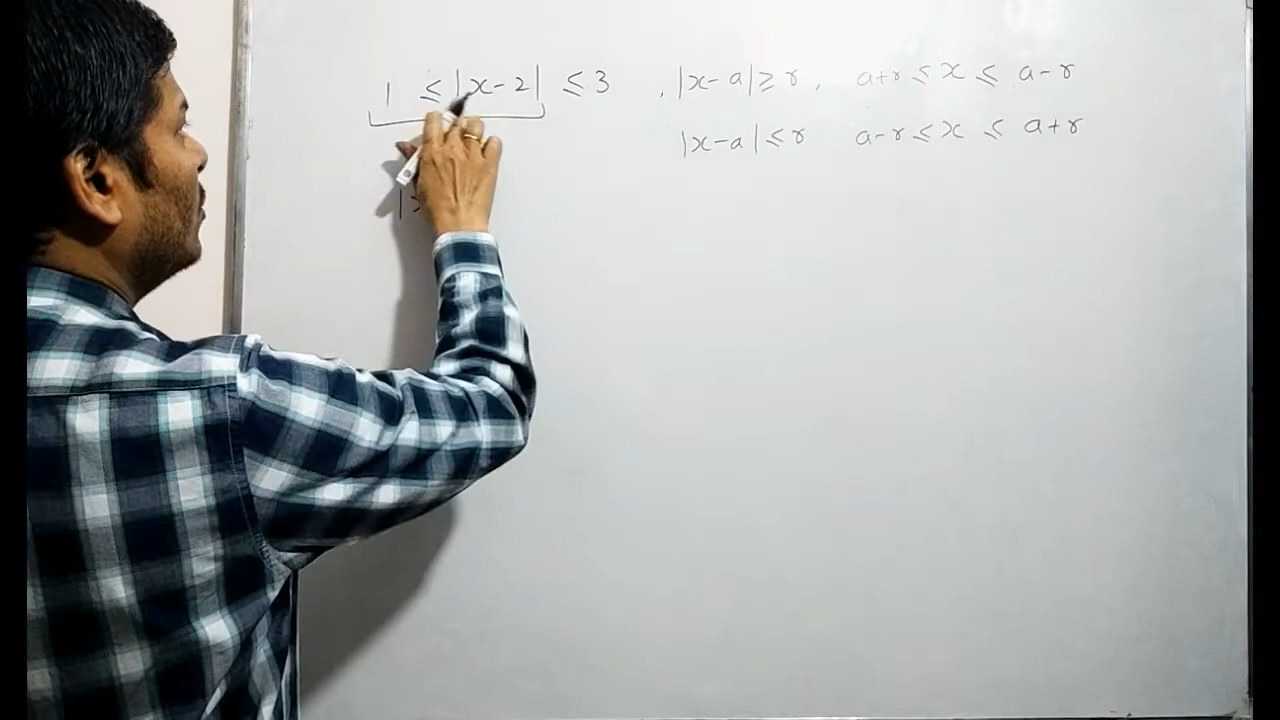 1 ≤ |x-2| ≤ 3 , |x-a| ≥ r , a+r ≤ x ≤ a-r
|x-a| ≤ r a-r ≤ x ≤ a+r